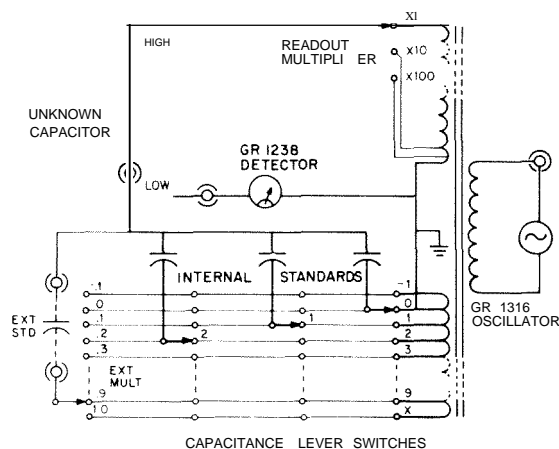 X1
HIGH
READOUT
MULTIPLI ER
X10
X100
UNKNOWN
CAPACITOR
GR 1238
DETECTOR
LOW
INTERNAL STANDARDS
-.1 -1
0 0
.1 1 1
.2 2 2
.3 3
EXT
STD
EXT
MULT
.9 9
1.0 X
GR 1316
OSCILLATOR
CAPACITANCE LEVER SWITCHES